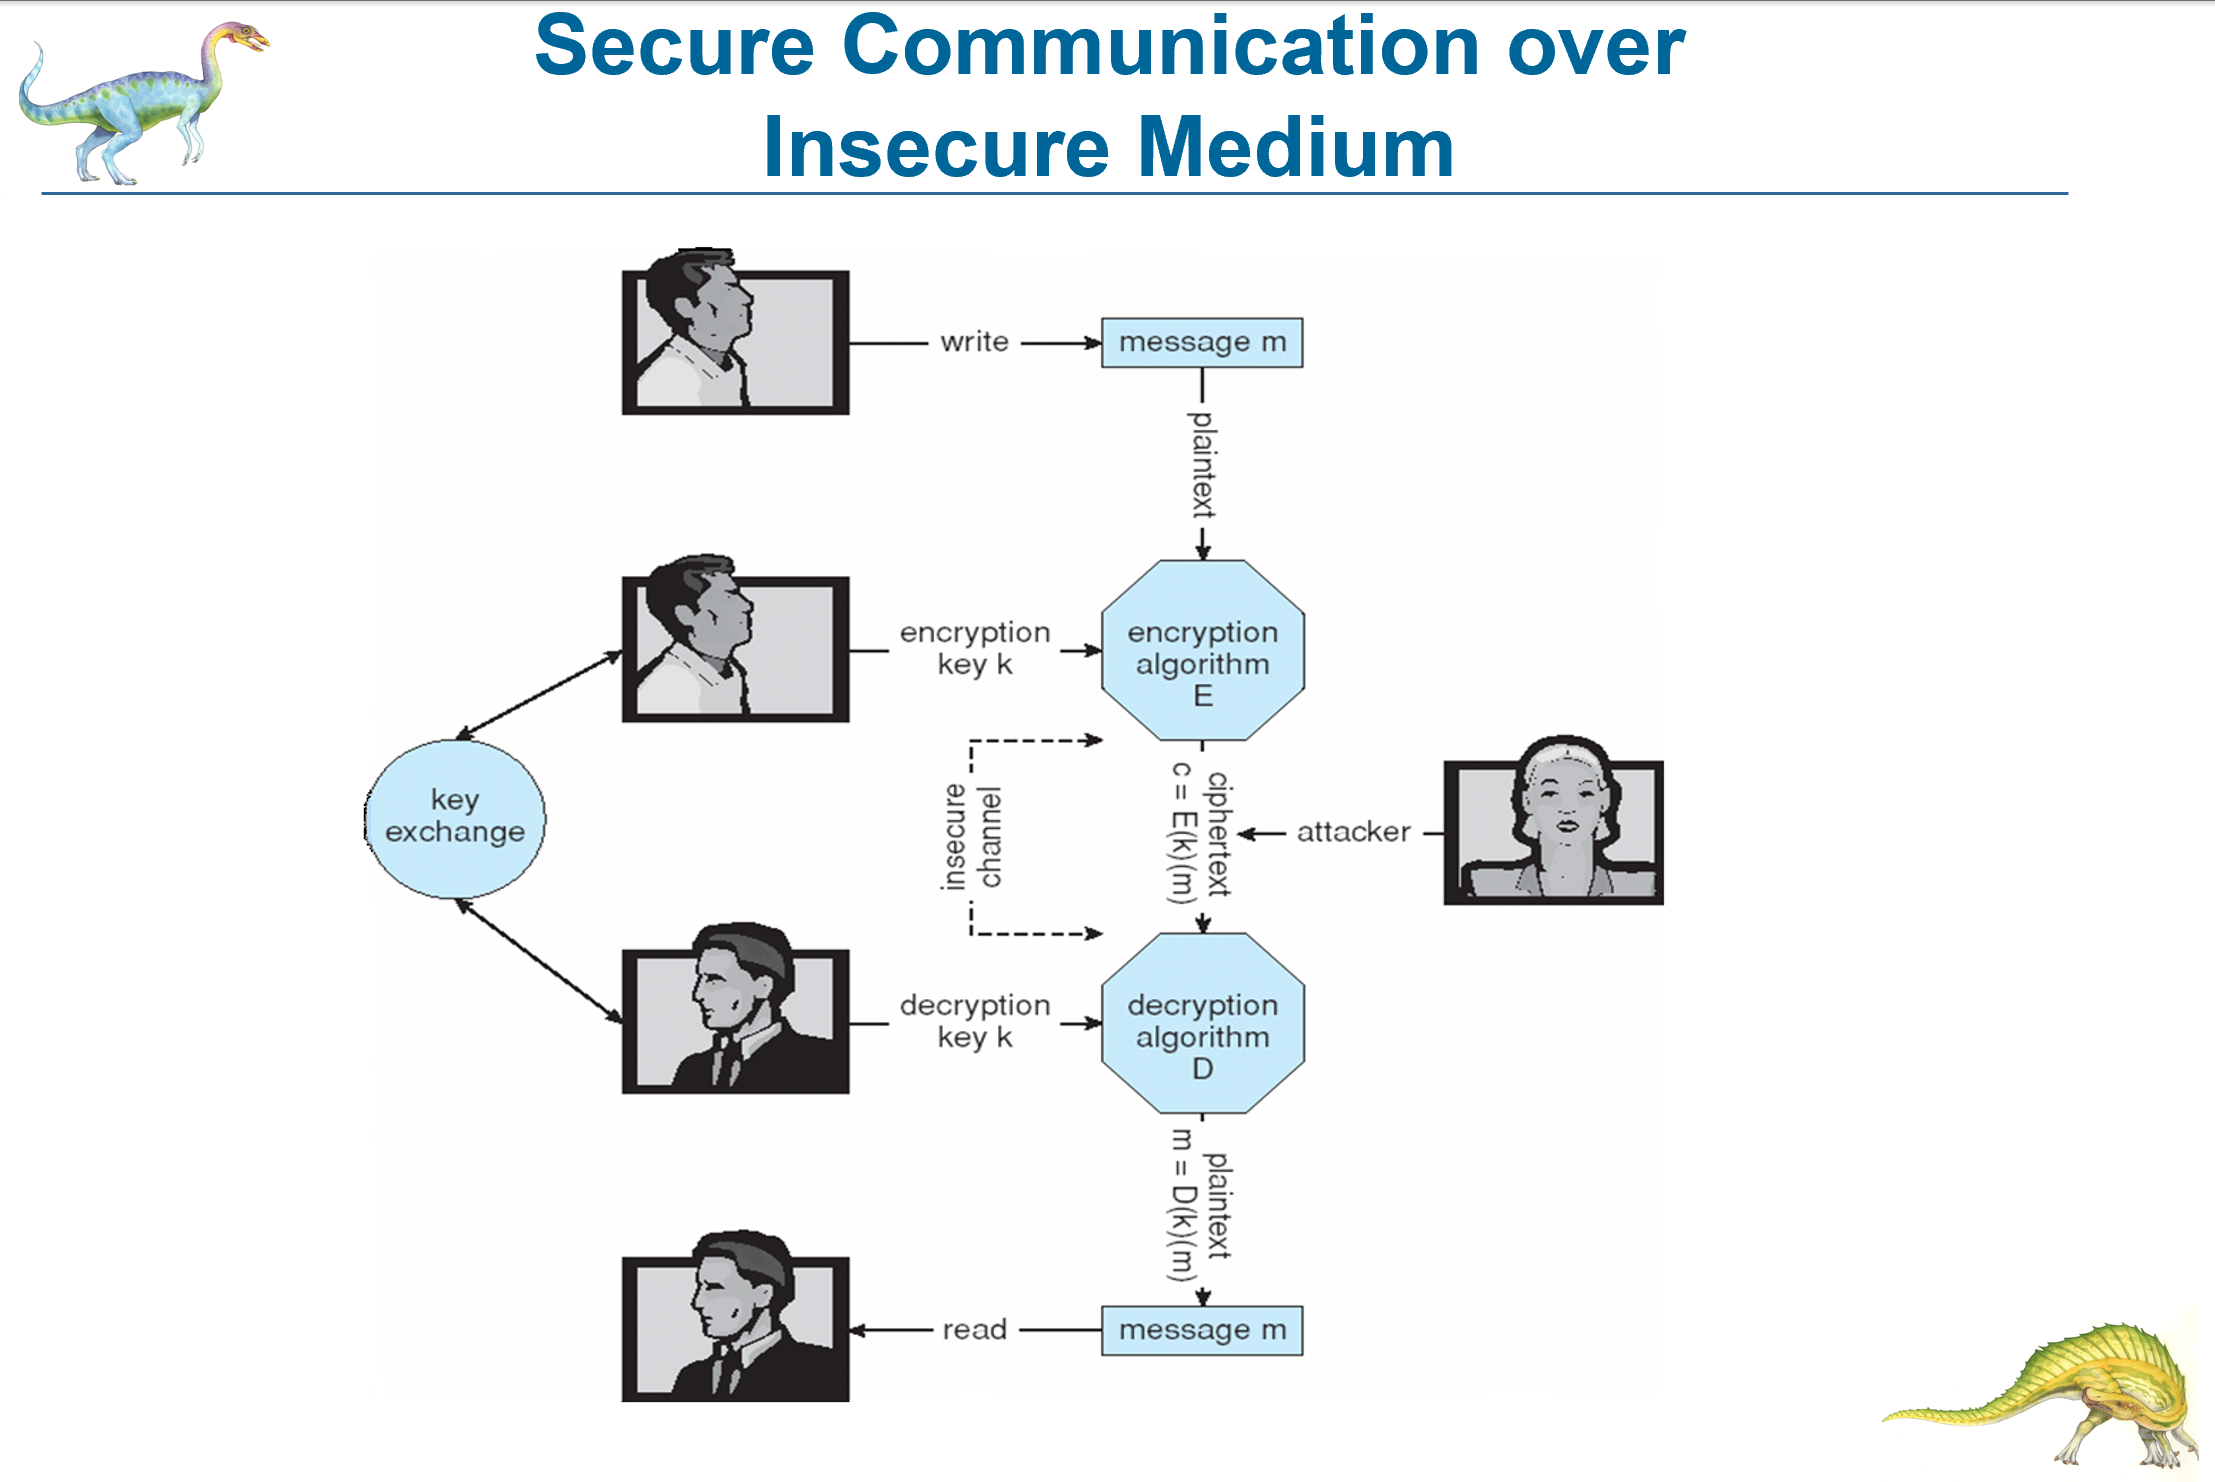 Secure Communication over
Insecure Medium
write
message m
plaintext
encryption
key k
encryption
algorithm
E
key
exchange
insecure
channel
ciphertext
c = E(k)(m)
attacker
decryption
key k
decryption
algorithm
D
plaintext
m = D(k)(m)
read
message m